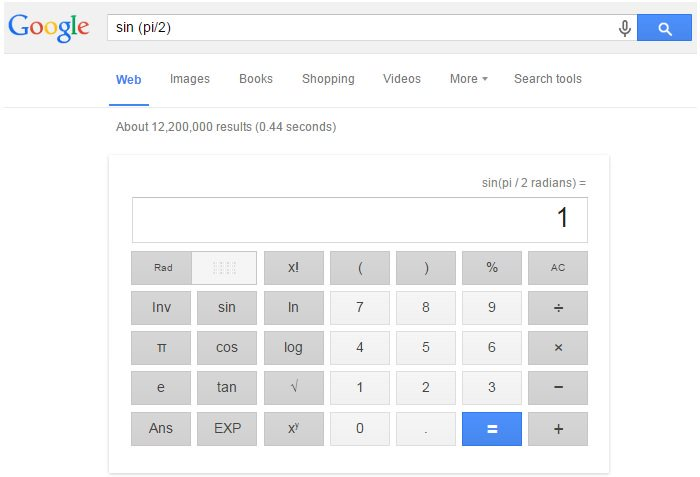 Google sin (pi/2)
Web Images Books Shopping Videos More Search tools
About 12,200,000 results (0.44 seconds)
sin(pi / 2 radians) =
1
Rad x! ( ) % AC
Inv sin ln 7 8 9 ÷
π cos log 4 5 6 ×
e tan √ 1 2 3 −
Ans EXP xʸ 0 . = +